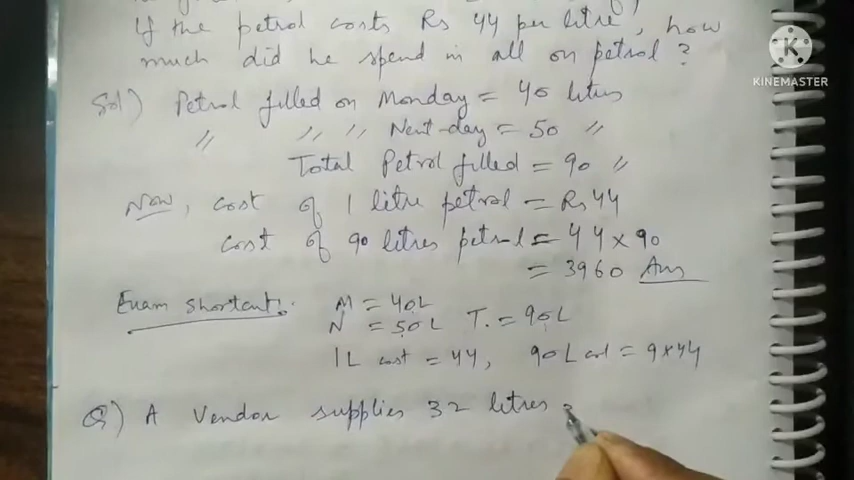 If the petrol costs Rs 44 per litre, how
much did he spend in all on petrol?
Sol) Petrol filled on Monday = 40 litres
" " " Next-day = 50 "
Total Petrol filled = 90 "
Now, cost of 1 litre petrol = Rs 44
cost of 90 litres petrol = 44 x 90
= 3960 Ans
Exam shortcut:
M = 40L
N = 50L T. = 90L
1L cost = 44, 90L cost = 9x44
Q) A Vendor supplies 32 litres
K
KINEMASTER